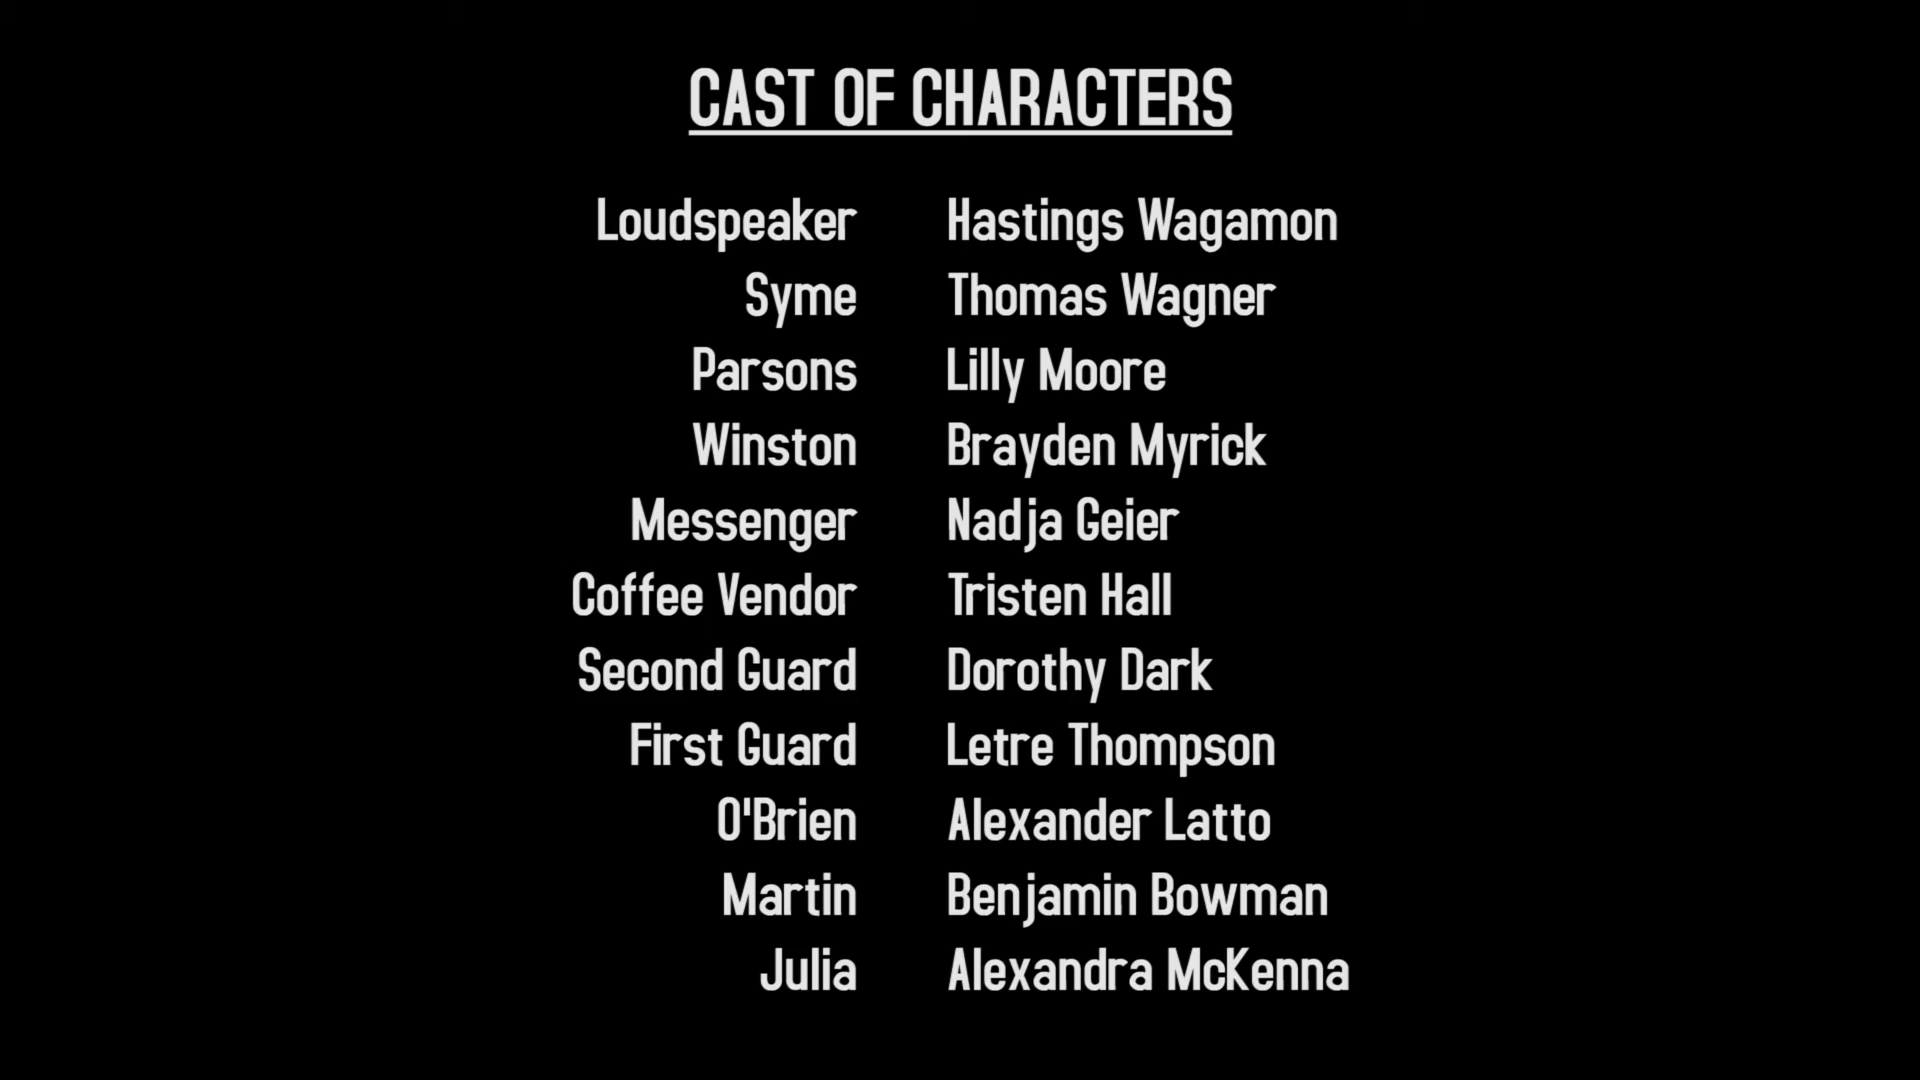 CAST OF CHARACTERS
Loudspeaker Hastings Wagamon
Syme Thomas Wagner
Parsons Lilly Moore
Winston Brayden Myrick
Messenger Nadja Geier
Coffee Vendor Tristen Hall
Second Guard Dorothy Dark
First Guard Letre Thompson
O'Brien Alexander Latto
Martin Benjamin Bowman
Julia Alexandra McKenna